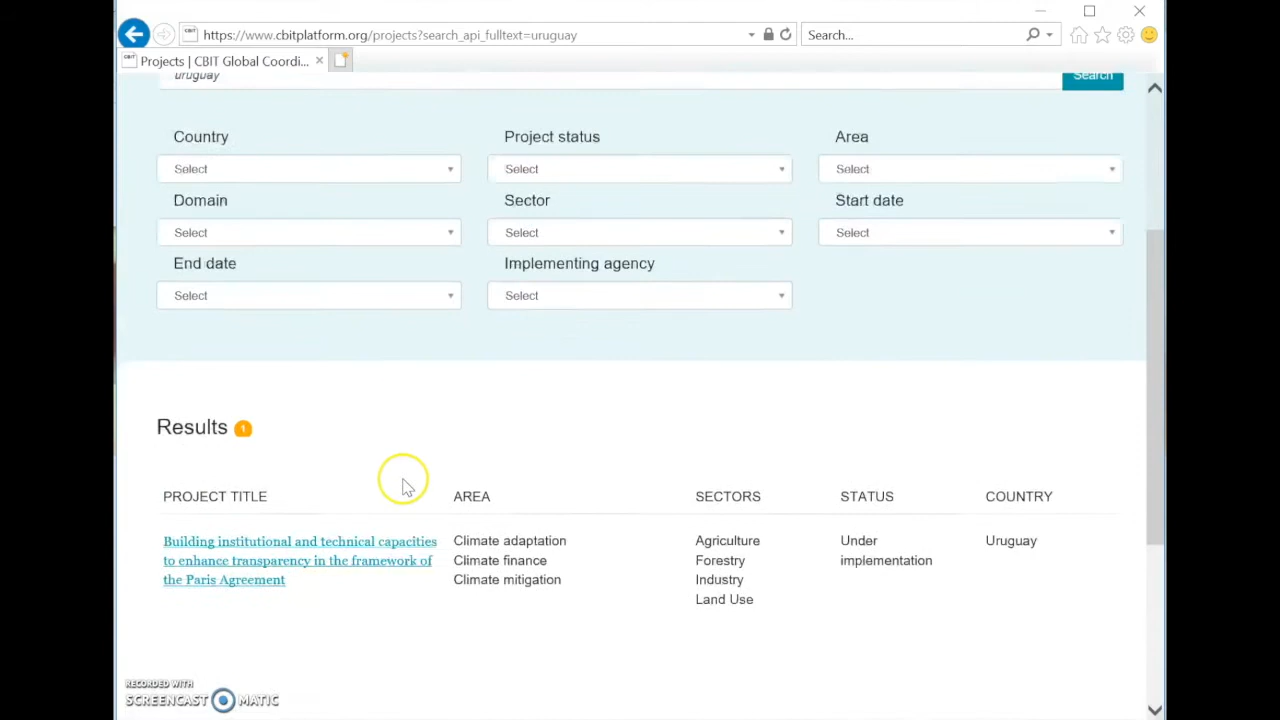 https://www.cbitplatform.org/projects?search_api_fulltext=uruguay
Search...
CBIT
Projects | CBIT Global Coordi...
uruguay
Search
Country
Project status
Area
Select
Select
Select
Domain
Sector
Start date
Select
Select
Select
End date
Implementing agency
Select
Select
Results 1
PROJECT TITLE
AREA
SECTORS
STATUS
COUNTRY
Building institutional and technical capacities
to enhance transparency in the framework of
the Paris Agreement
Climate adaptation
Climate finance
Climate mitigation
Agriculture
Forestry
Industry
Land Use
Under
implementation
Uruguay
RECORDED WITH
SCREENCAST MATIC